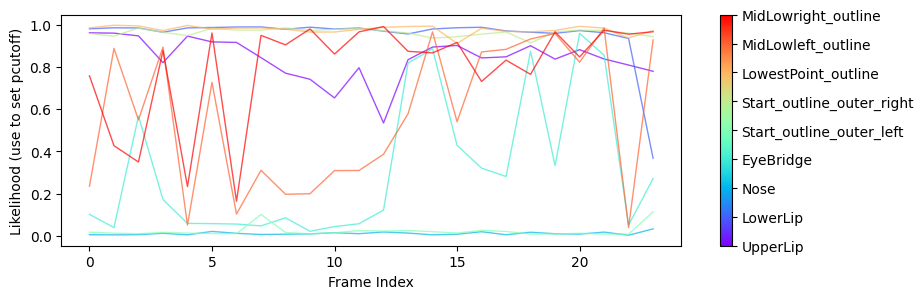 Likelihood (use to set pcutoff)
1.0
0.8
0.6
0.4
0.2
0.0
0
5
10
15
20
Frame Index
MidLowright_outline
MidLowleft_outline
LowestPoint_outline
Start_outline_outer_right
Start_outline_outer_left
EyeBridge
Nose
LowerLip
UpperLip